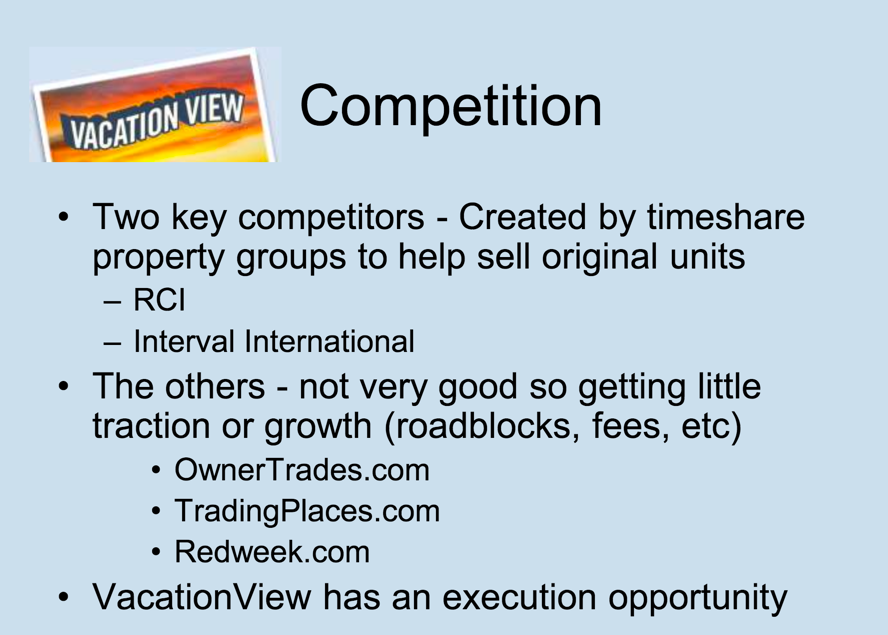 VACATION VIEW
Competition
• Two key competitors - Created by timeshare
property groups to help sell original units
– RCI
– Interval International
• The others - not very good so getting little
traction or growth (roadblocks, fees, etc)
• OwnerTrades.com
• TradingPlaces.com
• Redweek.com
• VacationView has an execution opportunity